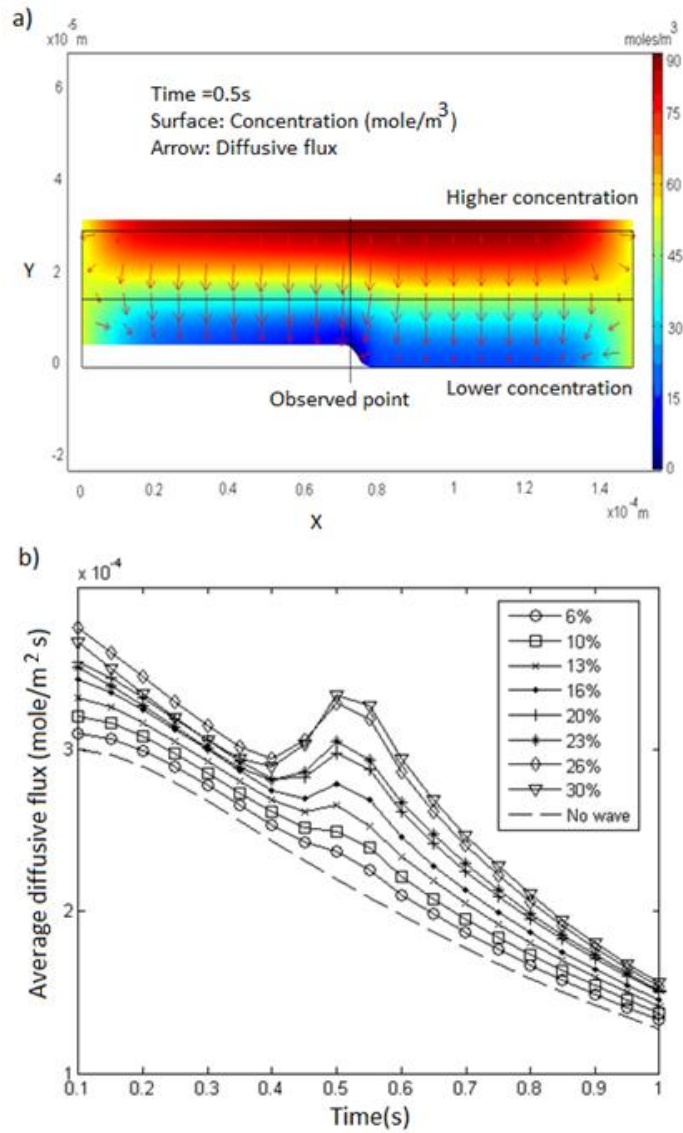 a)
x10⁻⁵ m
moles/m³
6
4
2
0
-2
Y
Time =0.5s
Surface: Concentration (mole/m³)
Arrow: Diffusive flux
Higher concentration
Observed point
Lower concentration
90
75
60
45
30
15
0
0 0.2 0.4 0.6 0.8 1 1.2 1.4
x10⁻⁴ m
X
b)
x 10⁻⁴
3
2
1
Average diffusive flux (mole/m² s)
6%
10%
13%
16%
20%
23%
26%
30%
No wave
0.1 0.2 0.3 0.4 0.5 0.6 0.7 0.8 0.9 1
Time(s)